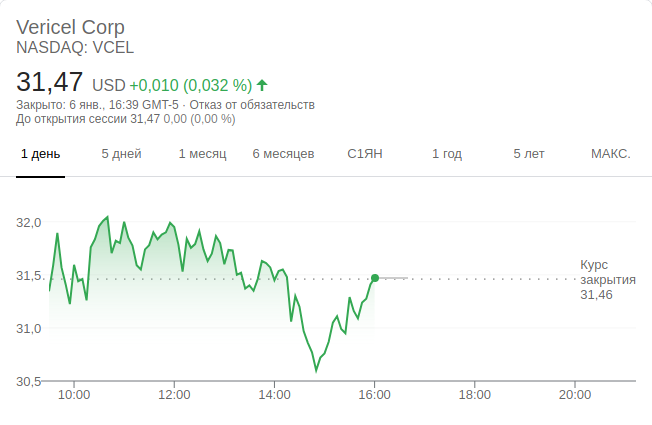 Vericel Corp
NASDAQ: VCEL
31,47 USD +0,010 (0,032 %)
Закрыто: 6 янв., 16:39 GMT-5 · Отказ от обязательств
До открытия сессии 31,47 0,00 (0,00 %)
1 день 5 дней 1 месяц 6 месяцев С1ЯН 1 год 5 лет МАКС.
32,0
31,5
31,0
30,5
Курс
закрытия
31,46
10:00 12:00 14:00 16:00 18:00 20:00